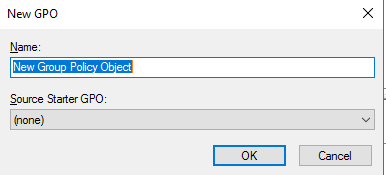 New GPO
Name:
New Group Policy Object
Source Starter GPO:
(none)
OK Cancel